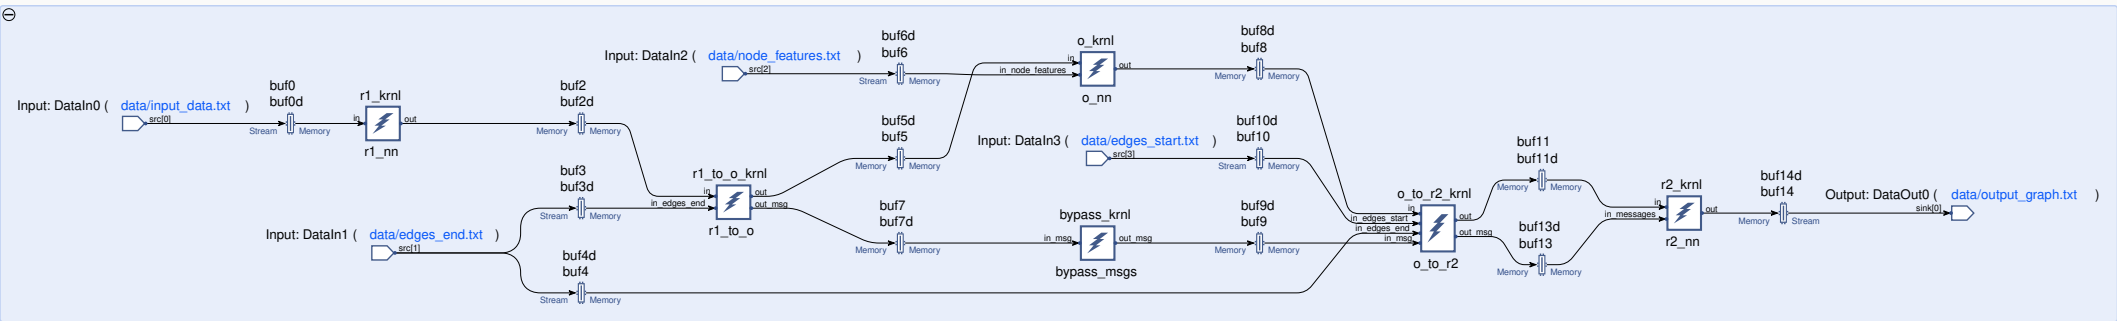 Input: DataIn0 ( data/input_data.txt )
src[0]
buf0
buf0d
Stream Memory
r1_krnl
in out
r1_nn
buf2
buf2d
Memory Memory
Input: DataIn1 ( data/edges_end.txt )
src[1]
buf3
buf3d
Stream Memory
buf4d
buf4
Stream Memory
r1_to_o_krnl
in out
in_edges_end out_msg
r1_to_o
Input: DataIn2 ( data/node_features.txt )
src[2]
buf6d
buf6
Stream Memory
buf5d
buf5
Memory Memory
buf7
buf7d
Memory Memory
o_krnl
in
in_node_features out
o_nn
Input: DataIn3 ( data/edges_start.txt )
src[3]
bypass_krnl
in_msg out_msg
bypass_msgs
buf8d
buf8
Memory Memory
buf10d
buf10
Stream Memory
buf9d
buf9
Memory Memory
o_to_r2_krnl
in
in_edges_start out
in_edges_end out_msg
in_msg
o_to_r2
buf11
buf11d
Memory Memory
buf13d
buf13
Memory Memory
r2_krnl
in
in_messages out
r2_nn
buf14d
buf14
Memory Stream
Output: DataOut0 ( data/output_graph.txt )
sink[0]